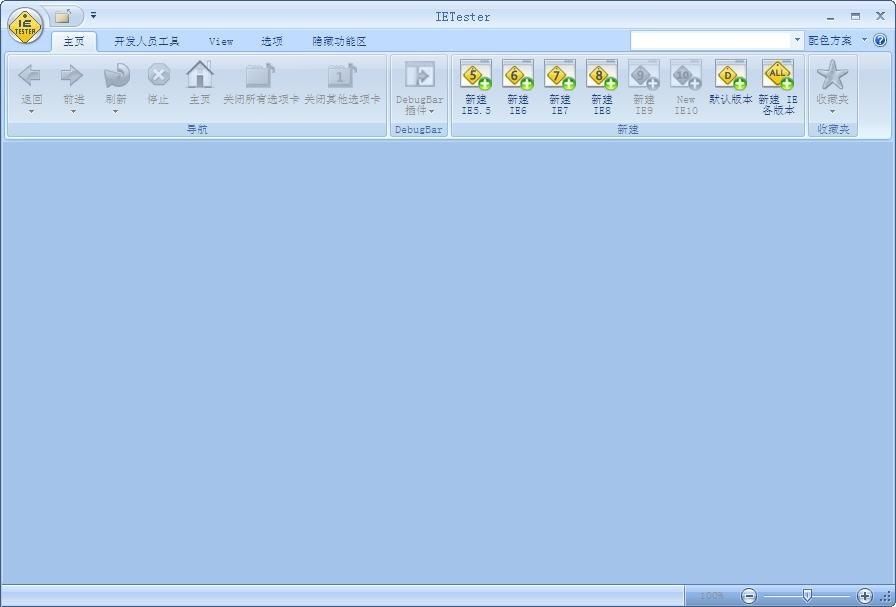 IETester
IE
TESTER
主页 开发人员工具 View 选项 隐藏功能区 配色方案
返回 前进 刷新 停止 主页 关闭所有选项卡 1 关闭其他选项卡
导航
DebugBar
插件
DebugBar
5 新建
IE5.5
6 新建
IE6
7 新建
IE7
8 新建
IE8
9 新建
IE9
10 New
IE10
D 默认版本
ALL 新建 IE
各版本
新建
收藏夹
收藏夹
100%